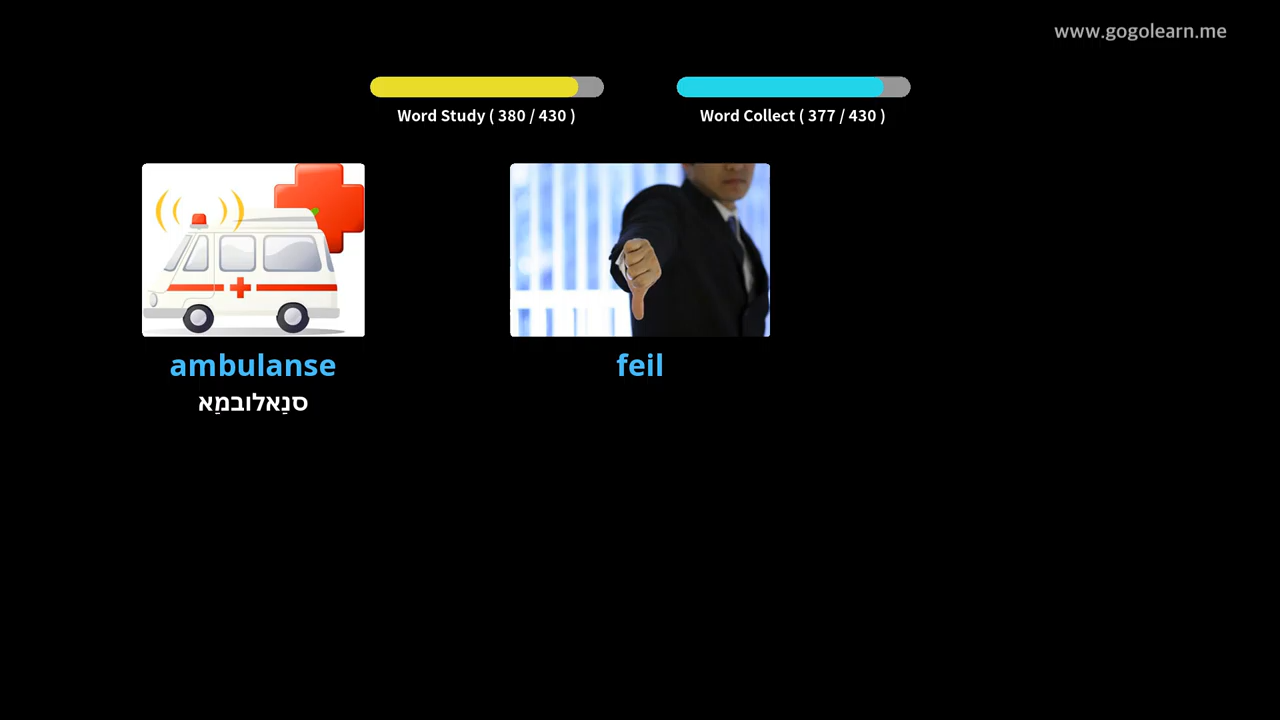 www.gogolearn.me
Word Study ( 380 / 430 )
Word Collect ( 377 / 430 )
ambulanse
סנַאלובמַא
feil